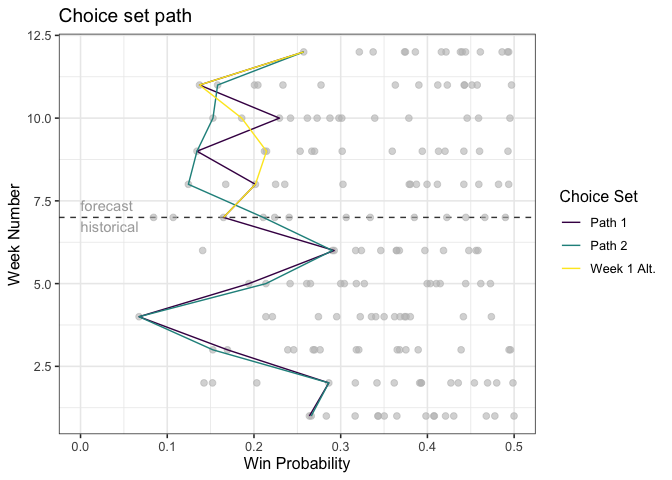 Choice set path
12.5
10.0
7.5
5.0
2.5
Week Number
forecast
historical
0.0 0.1 0.2 0.3 0.4 0.5
Win Probability
Choice Set
Path 1
Path 2
Week 1 Alt.